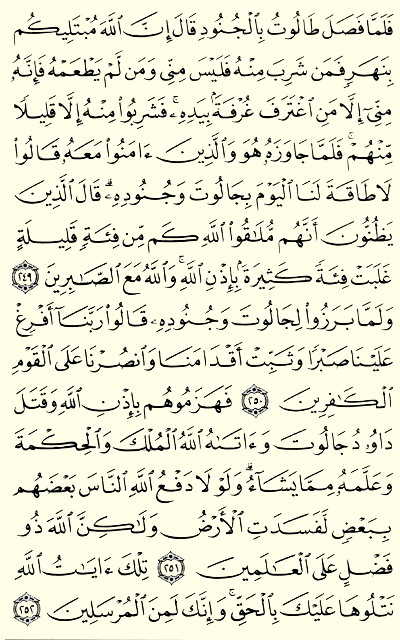 فَلَمَّا فَصَلَ طَالُوتُ بِٱلْجُنُودِ قَالَ إِنَّ ٱللَّهَ مُبْتَلِيكُم
بِنَهَرٍ فَمَن شَرِبَ مِنْهُ فَلَيْسَ مِنِّى وَمَن لَّمْ يَطْعَمْهُ فَإِنَّهُۥ
مِنِّىٓ إِلَّا مَنِ ٱغْتَرَفَ غُرْفَةًۢ بِيَدِهِۦۚ فَشَرِبُوا۟ مِنْهُ إِلَّا قَلِيلًا
مِّنْهُمْۚ فَلَمَّا جَاوَزَهُۥ هُوَ وَٱلَّذِينَ ءَامَنُوا۟ مَعَهُۥ قَالُوا۟
لَا طَاقَةَ لَنَا ٱلْيَوْمَ بِجَالُوتَ وَجُنُودِهِۦۚ قَالَ ٱلَّذِينَ
يَظُنُّونَ أَنَّهُم مُّلَٰقُوا۟ ٱللَّهِ كَم مِّن فِئَةٍ قَلِيلَةٍ
غَلَبَتْ فِئَةً كَثِيرَةًۢ بِإِذْنِ ٱللَّهِۗ وَٱللَّهُ مَعَ ٱلصَّٰبِرِينَ ٢٤٩
وَلَمَّا بَرَزُوا۟ لِجَالُوتَ وَجُنُودِهِۦ قَالُوا۟ رَبَّنَآ أَفْرِغْ
عَلَيْنَا صَبْرًا وَثَبِّتْ أَقْدَامَنَا وَٱنصُرْنَا عَلَى ٱلْقَوْمِ
ٱلْكَٰفِرِينَ ٢٥٠ فَهَزَمُوهُم بِإِذْنِ ٱللَّهِ وَقَتَلَ
دَاوُۥدُ جَالُوتَ وَءَاتَىٰهُ ٱللَّهُ ٱلْمُلْكَ وَٱلْحِكْمَةَ
وَعَلَّمَهُۥ مِمَّا يَشَآءُۗ وَلَوْلَا دَفْعُ ٱللَّهِ ٱلنَّاسَ بَعْضَهُم
بِبَعْضٍ لَّفَسَدَتِ ٱلْأَرْضُ وَلَٰكِنَّ ٱللَّهَ ذُو
فَضْلٍ عَلَى ٱلْعَٰلَمِينَ ٢٥١ تِلْكَ ءَايَٰتُ ٱللَّهِ
نَتْلُوهَا عَلَيْكَ بِٱلْحَقِّۚ وَإِنَّكَ لَمِنَ ٱلْمُرْسَلِينَ ٢٥٢